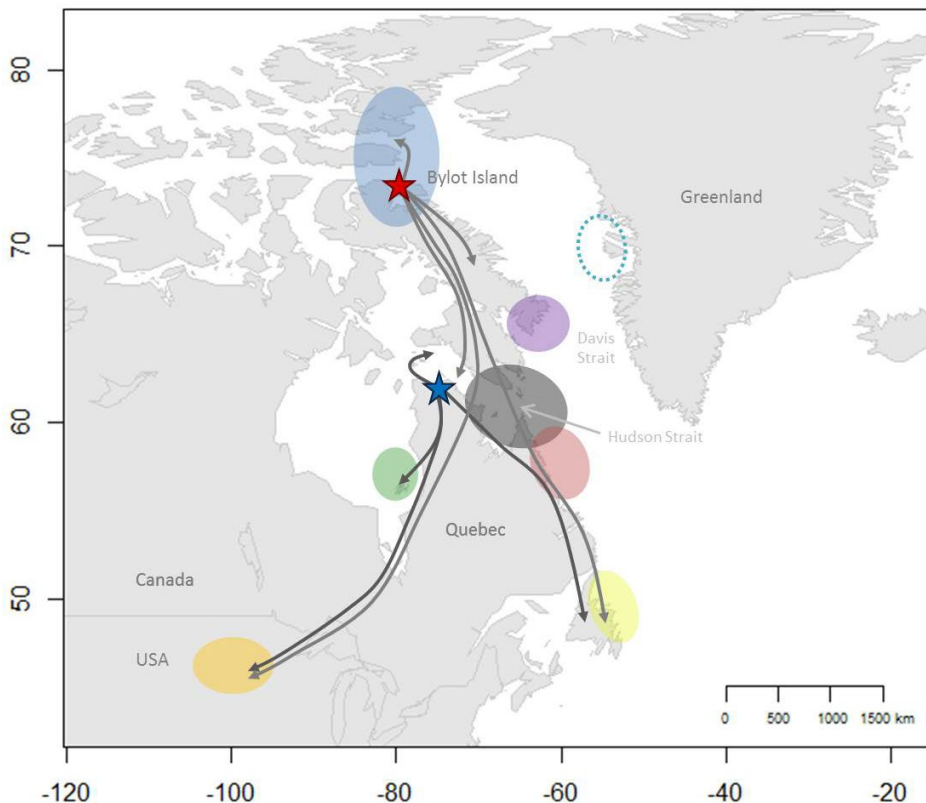 80
70
60
50
Bylot Island
Greenland
Davis
Strait
Hudson Strait
Quebec
Canada
USA
0 500 1000 1500 km
-120 -100 -80 -60 -40 -20